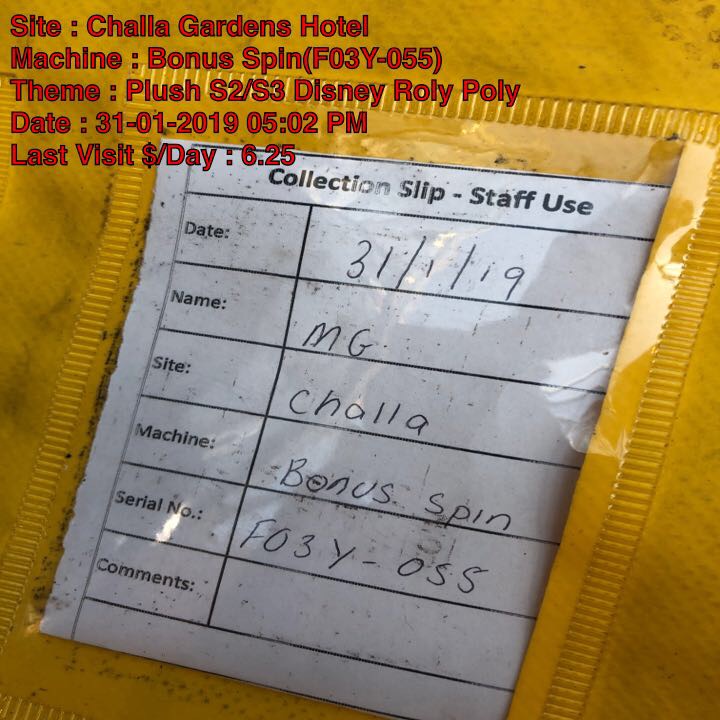 Site : Challa Gardens Hotel
Machine : Bonus Spin(F03Y-055)
Theme : Plush S2/S3 Disney Roly Poly
Date : 31-01-2019 05:02 PM
Last Visit $/Day : 6.25
Collection Slip - Staff Use
Date: 31/1/19
Name: MG
Site: Challa
Machine: Bonus Spin
Serial No.: F03Y-055
Comments: